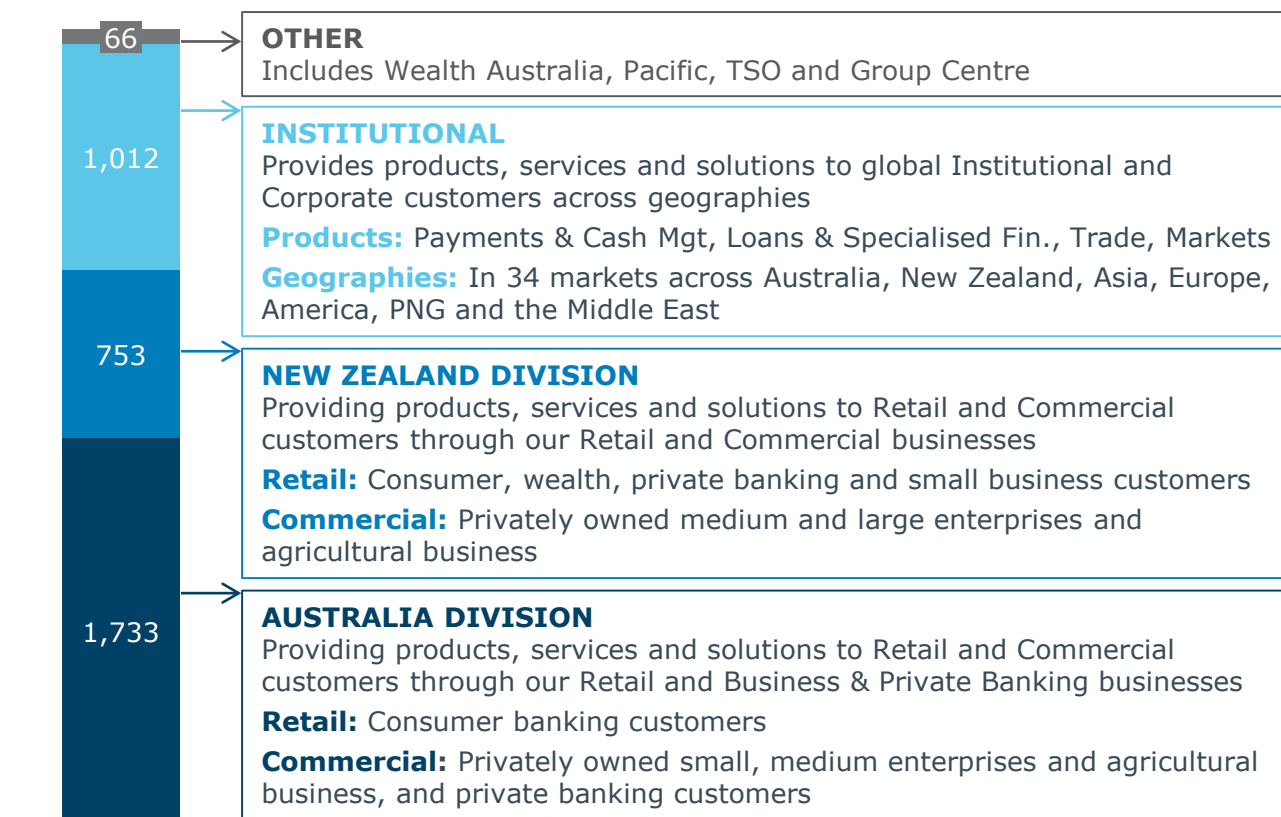 66
OTHER
Includes Wealth Australia, Pacific, TSO and Group Centre
1,012
INSTITUTIONAL
Provides products, services and solutions to global Institutional and
Corporate customers across geographies
Products: Payments & Cash Mgt, Loans & Specialised Fin., Trade, Markets
Geographies: In 34 markets across Australia, New Zealand, Asia, Europe,
America, PNG and the Middle East
753
NEW ZEALAND DIVISION
Providing products, services and solutions to Retail and Commercial
customers through our Retail and Commercial businesses
Retail: Consumer, wealth, private banking and small business customers
Commercial: Privately owned medium and large enterprises and
agricultural business
1,733
AUSTRALIA DIVISION
Providing products, services and solutions to Retail and Commercial
customers through our Retail and Business & Private Banking businesses
Retail: Consumer banking customers
Commercial: Privately owned small, medium enterprises and agricultural
business, and private banking customers